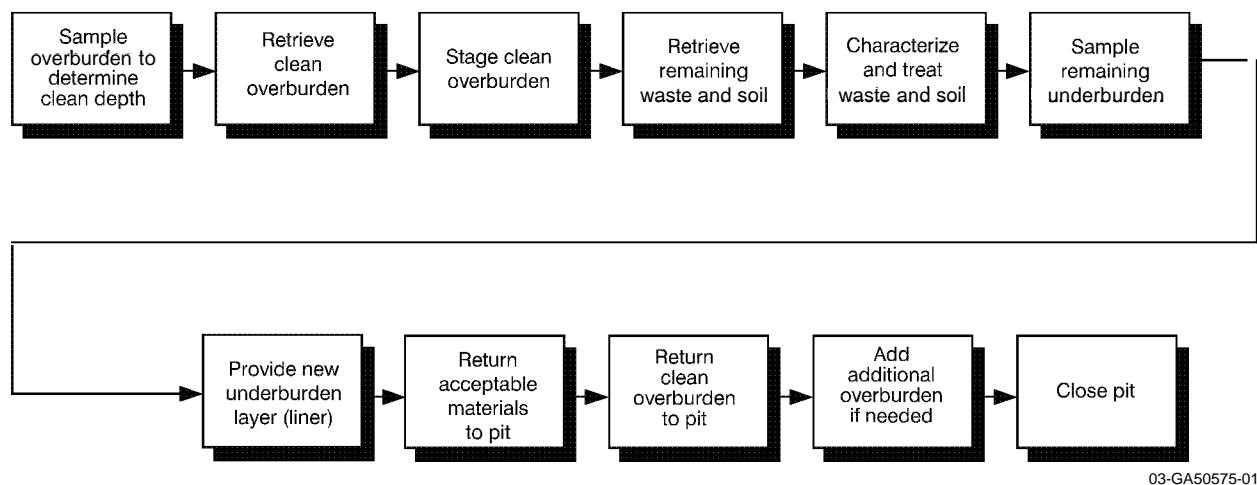 Sample
overburden to
determine
clean depth
Retrieve
clean
overburden
Stage clean
overburden
Retrieve
remaining
waste and soil
Characterize
and treat
waste and soil
Sample
remaining
underburden
Provide new
underburden
layer (liner)
Return
acceptable
materials
to pit
Return
clean
overburden
to pit
Add
additional
overburden
if needed
Close pit
03-GA50575-01